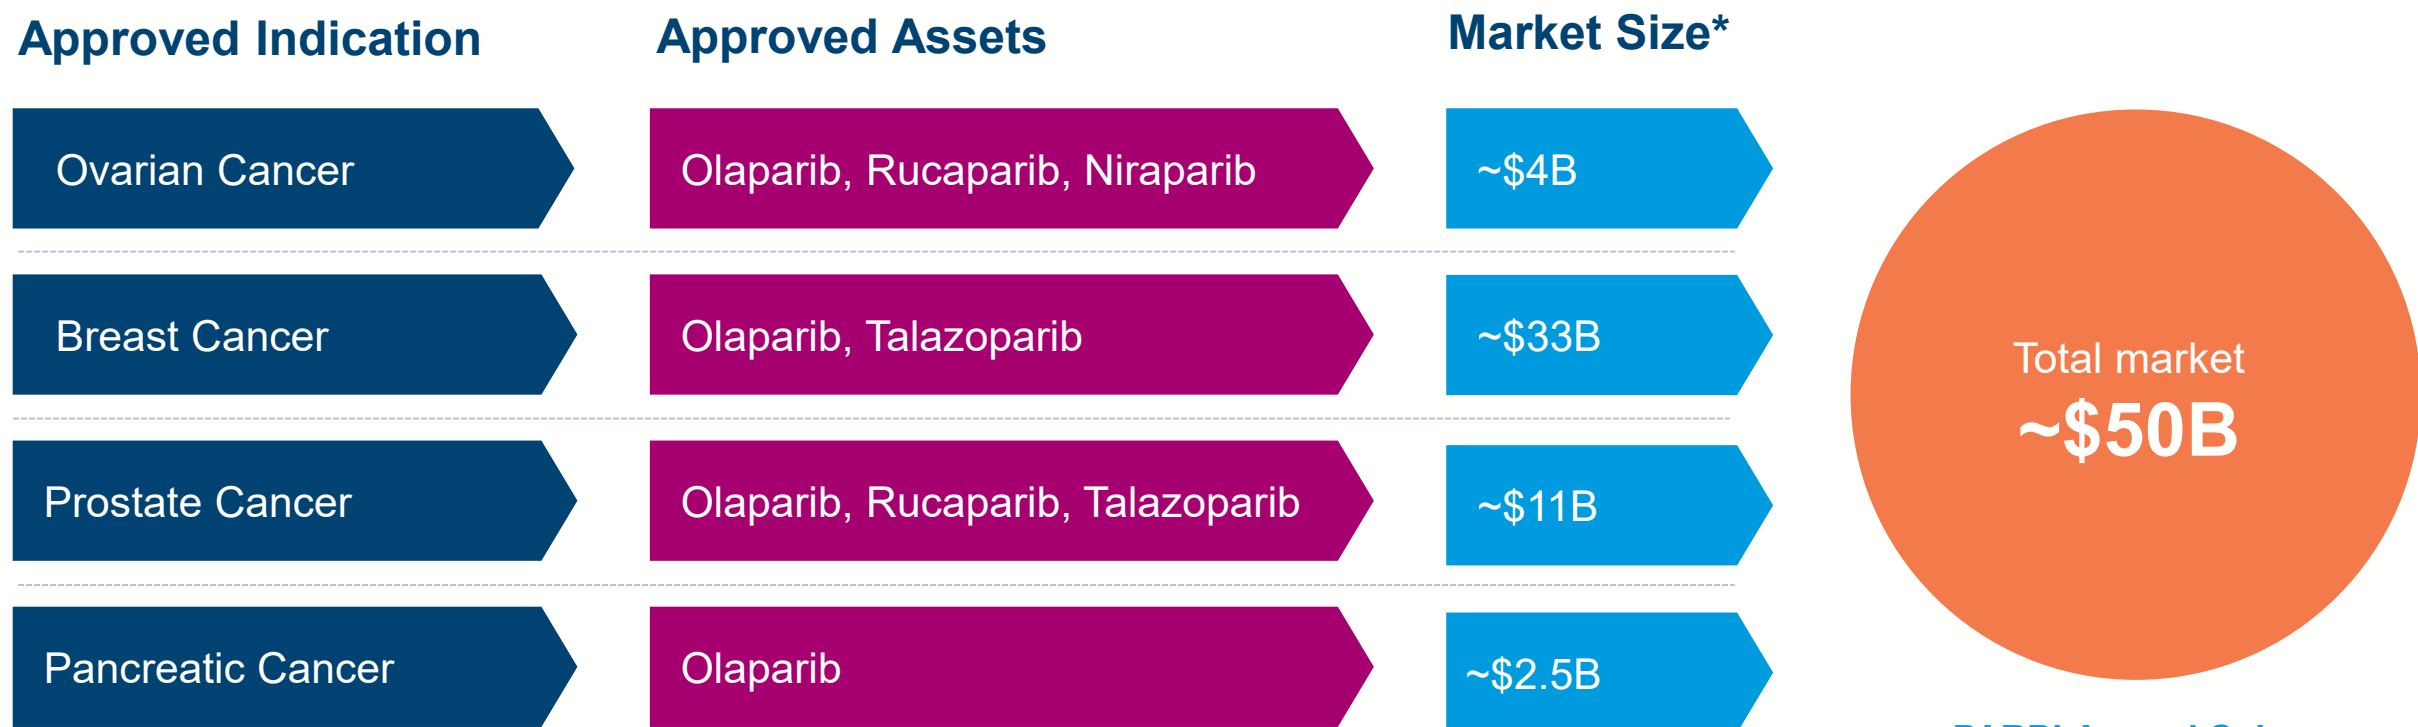 Approved Indication
Approved Assets
Market Size*
Ovarian Cancer
Olaparib, Rucaparib, Niraparib
~$4B
Breast Cancer
Olaparib, Talazoparib
~$33B
Prostate Cancer
Olaparib, Rucaparib, Talazoparib
~$11B
Pancreatic Cancer
Olaparib
~$2.5B
Total market
~$50B